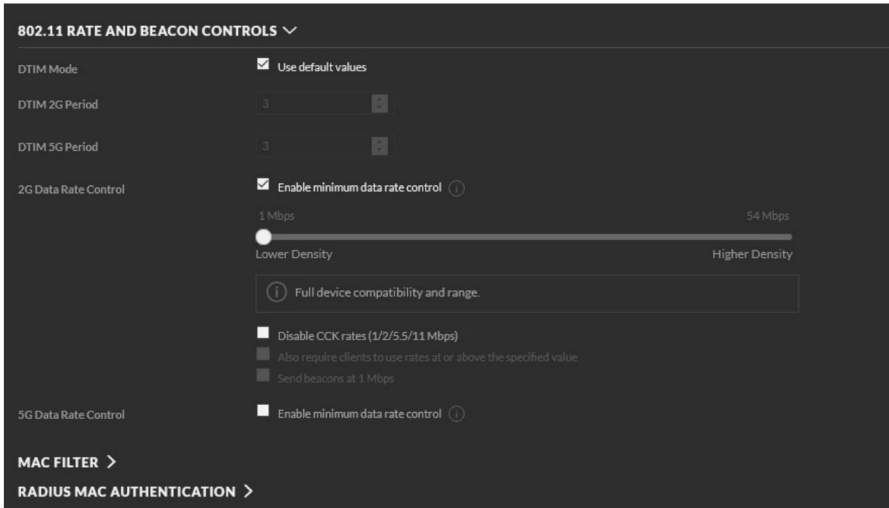 802.11 RATE AND BEACON CONTROLS
DTIM Mode Use default values
DTIM 2G Period 3
DTIM 5G Period 3
2G Data Rate Control Enable minimum data rate control
1 Mbps 54 Mbps
Lower Density Higher Density
Full device compatibility and range.
Disable CCK rates (1/2/5.5/11 Mbps)
Also require clients to use rates at or above the specified value
Send beacons at 1 Mbps
5G Data Rate Control Enable minimum data rate control
MAC FILTER
RADIUS MAC AUTHENTICATION